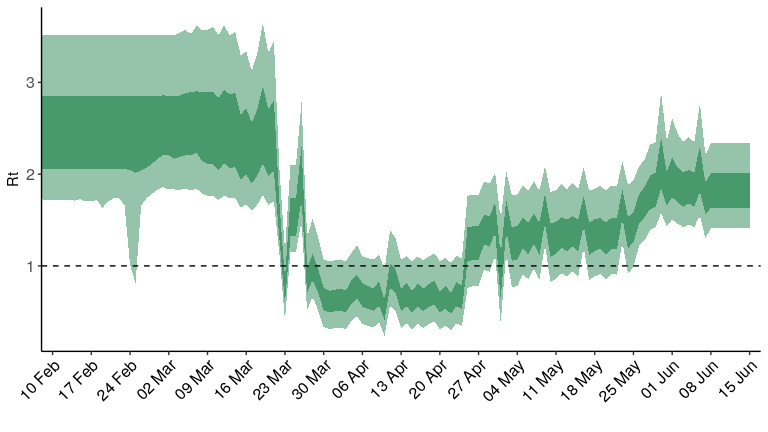 3
2
1
Rt
10 Feb
17 Feb
24 Feb
02 Mar
09 Mar
16 Mar
23 Mar
30 Mar
06 Apr
13 Apr
20 Apr
27 Apr
04 May
11 May
18 May
25 May
01 Jun
08 Jun
15 Jun